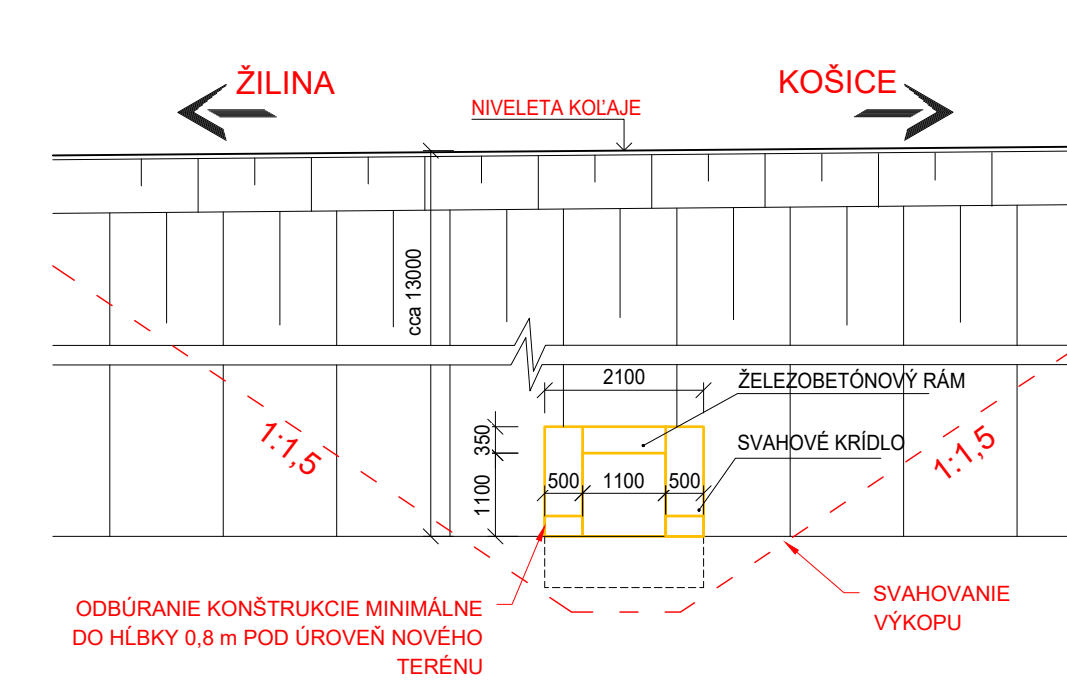 ŽILINA
KOŠICE
NIVELETA KOĽAJE
cca 13000
2100
ŽELEZOBETÓNOVÝ RÁM
350
SVAHOVÉ KRÍDLO
1:1,5
1:1,5
500
1100
500
1100
ODBÚRANIE KONŠTRUKCIE MINIMÁLNE
DO HĹBKY 0,8 m POD ÚROVEŇ NOVÉHO
TERÉNU
SVAHOVANIE
VÝKOPU